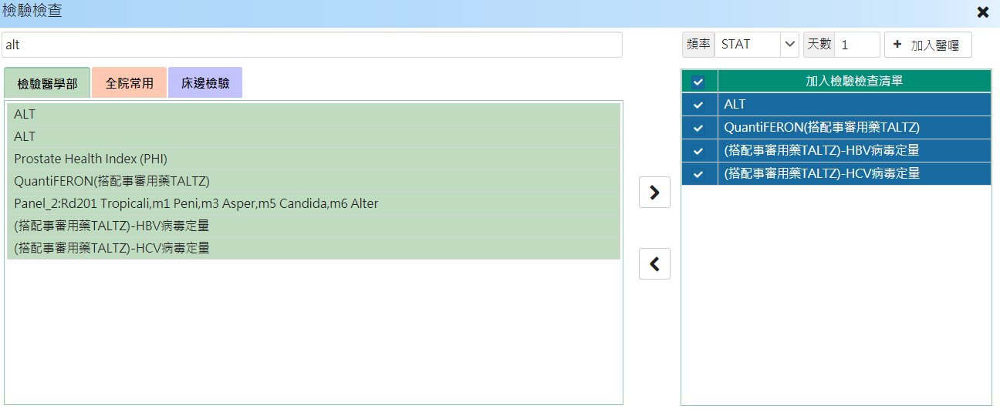 檢驗檢查
alt
頻率 STAT 天數 1 加入醫囑
檢驗醫學部 全院常用 床邊檢驗
ALT
ALT
Prostate Health Index (PHI)
QuantiFERON(搭配事審用藥TALTZ)
Panel_2:Rd201 Tropicali,m1 Peni,m3 Asper,m5 Candida,m6 Alter
(搭配事審用藥TALTZ)-HBV病毒定量
(搭配事審用藥TALTZ)-HCV病毒定量
加入檢驗檢查清單
ALT
QuantiFERON(搭配事審用藥TALTZ)
(搭配事審用藥TALTZ)-HBV病毒定量
(搭配事審用藥TALTZ)-HCV病毒定量